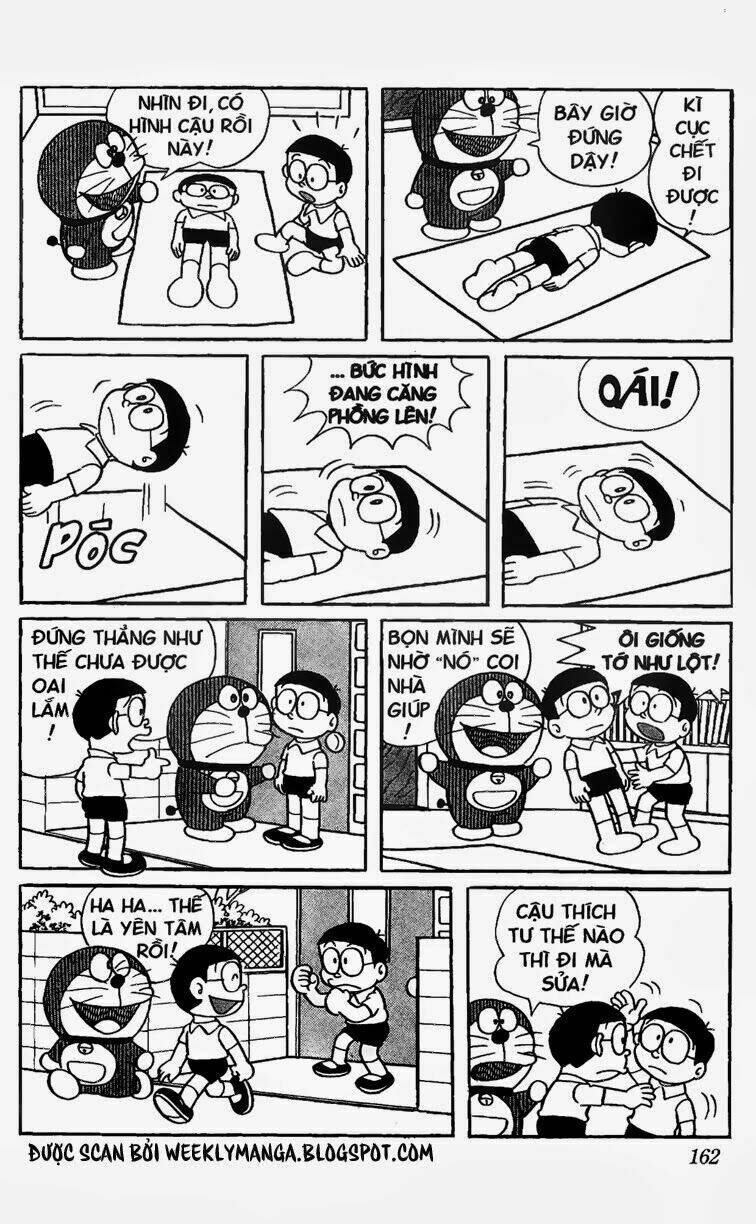 KÌ
CỤC
CHẾT
ĐI
ĐƯỢC
!
BÂY GIỜ
ĐỨNG
DẬY!
NHÌN ĐI, CÓ
HÌNH CẬU RỒI
NÀY!
OÁI!
... BỨC HÌNH
ĐANG CĂNG
PHỒNG LÊN!
PÓC
ÔI GIỐNG
TỚ NHƯ LỘT!
BỌN MÌNH SẼ
NHỜ "NÓ" COI
NHÀ
GIÚP
!
ĐỨNG THẲNG NHƯ
THẾ CHƯA ĐƯỢC
OAI
LẮM
!
CẬU THÍCH
TƯ THẾ NÀO
THÌ ĐI MÀ
SỬA!
HA HA... THẾ
LÀ YÊN TÂM
RỒI!
ĐƯỢC SCAN BỞI WEEKLYMANGA.BLOGSPOT.COM
162